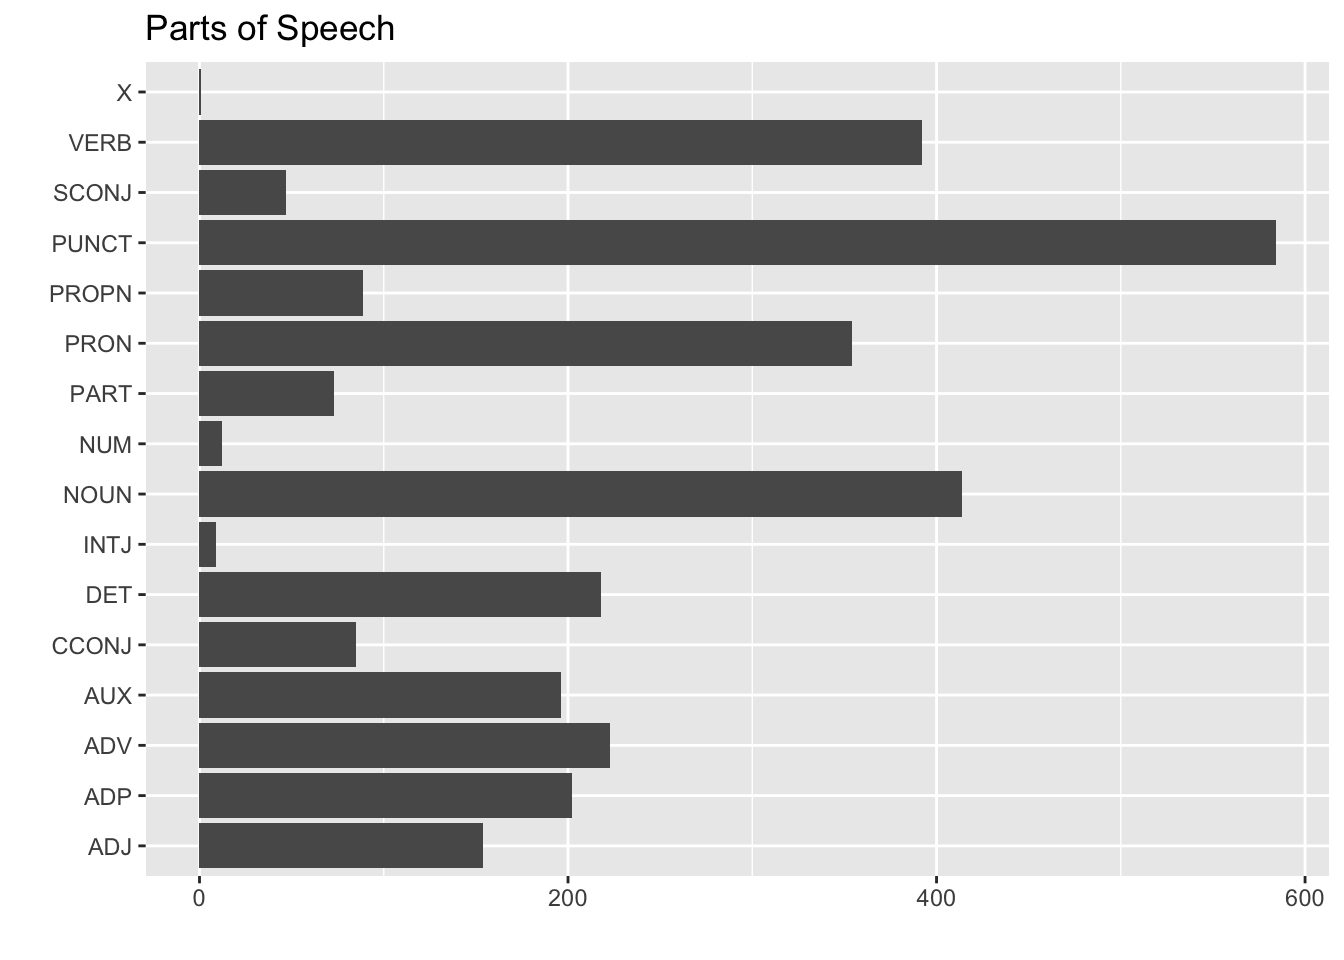 Parts of Speech
X
VERB
SCONJ
PUNCT
PROPN
PRON
PART
NUM
NOUN
INTJ
DET
CCONJ
AUX
ADV
ADP
ADJ
0 200 400 600